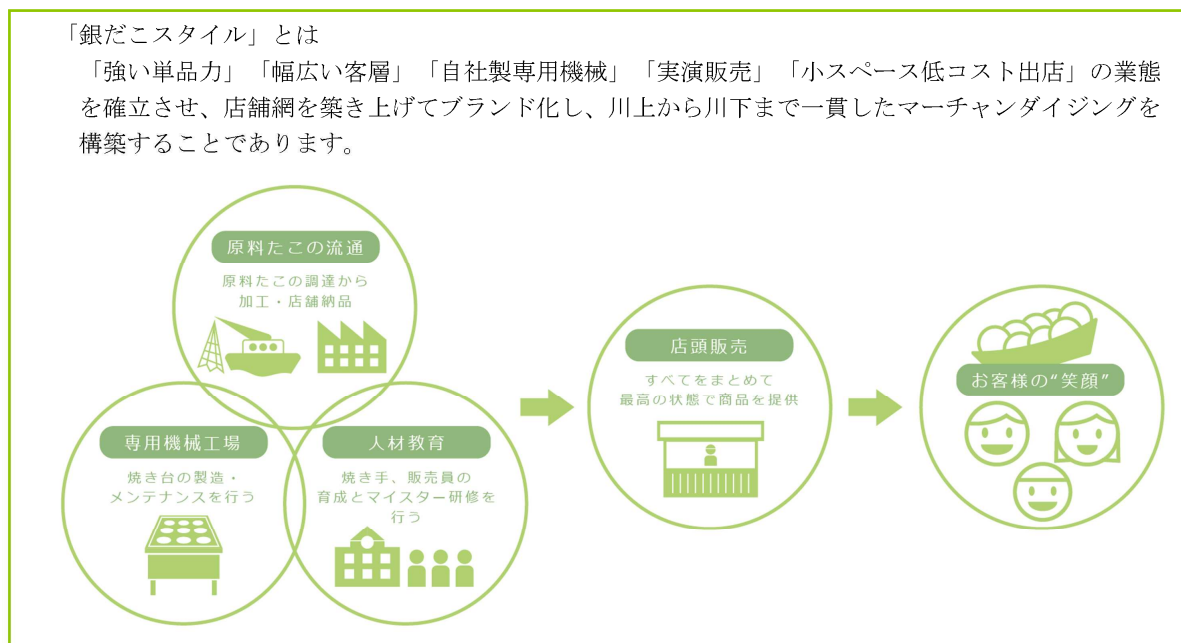 「銀だこスタイル」とは
「強い単品力」「幅広い客層」「自社製専用機械」「実演販売」「小スペース低コスト出店」の業態
を確立させ、店舗網を築き上げてブランド化し、川上から川下まで一貫したマーチャンダイジングを
構築することであります。
原料たこの流通
原料たこの調達から
加工・店舗納品
専用機械工場
焼き台の製造・
メンテナンスを行う
人材教育
焼き手、販売員の
育成とマイスター研修を
行う
店頭販売
すべてをまとめて
最高の状態で商品を提供
お客様の“笑顔”